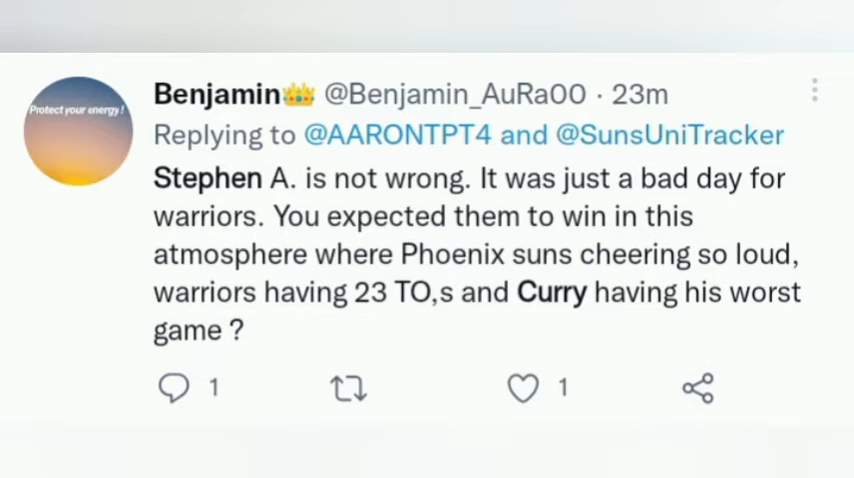 Protect your energy!
Benjamin👑 @Benjamin_AuRa00 · 23m
Replying to @AARONTPT4 and @SunsUniTracker
Stephen A. is not wrong. It was just a bad day for
warriors. You expected them to win in this
atmosphere where Phoenix suns cheering so loud,
warriors having 23 TO,s and Curry having his worst
game ?
1 1